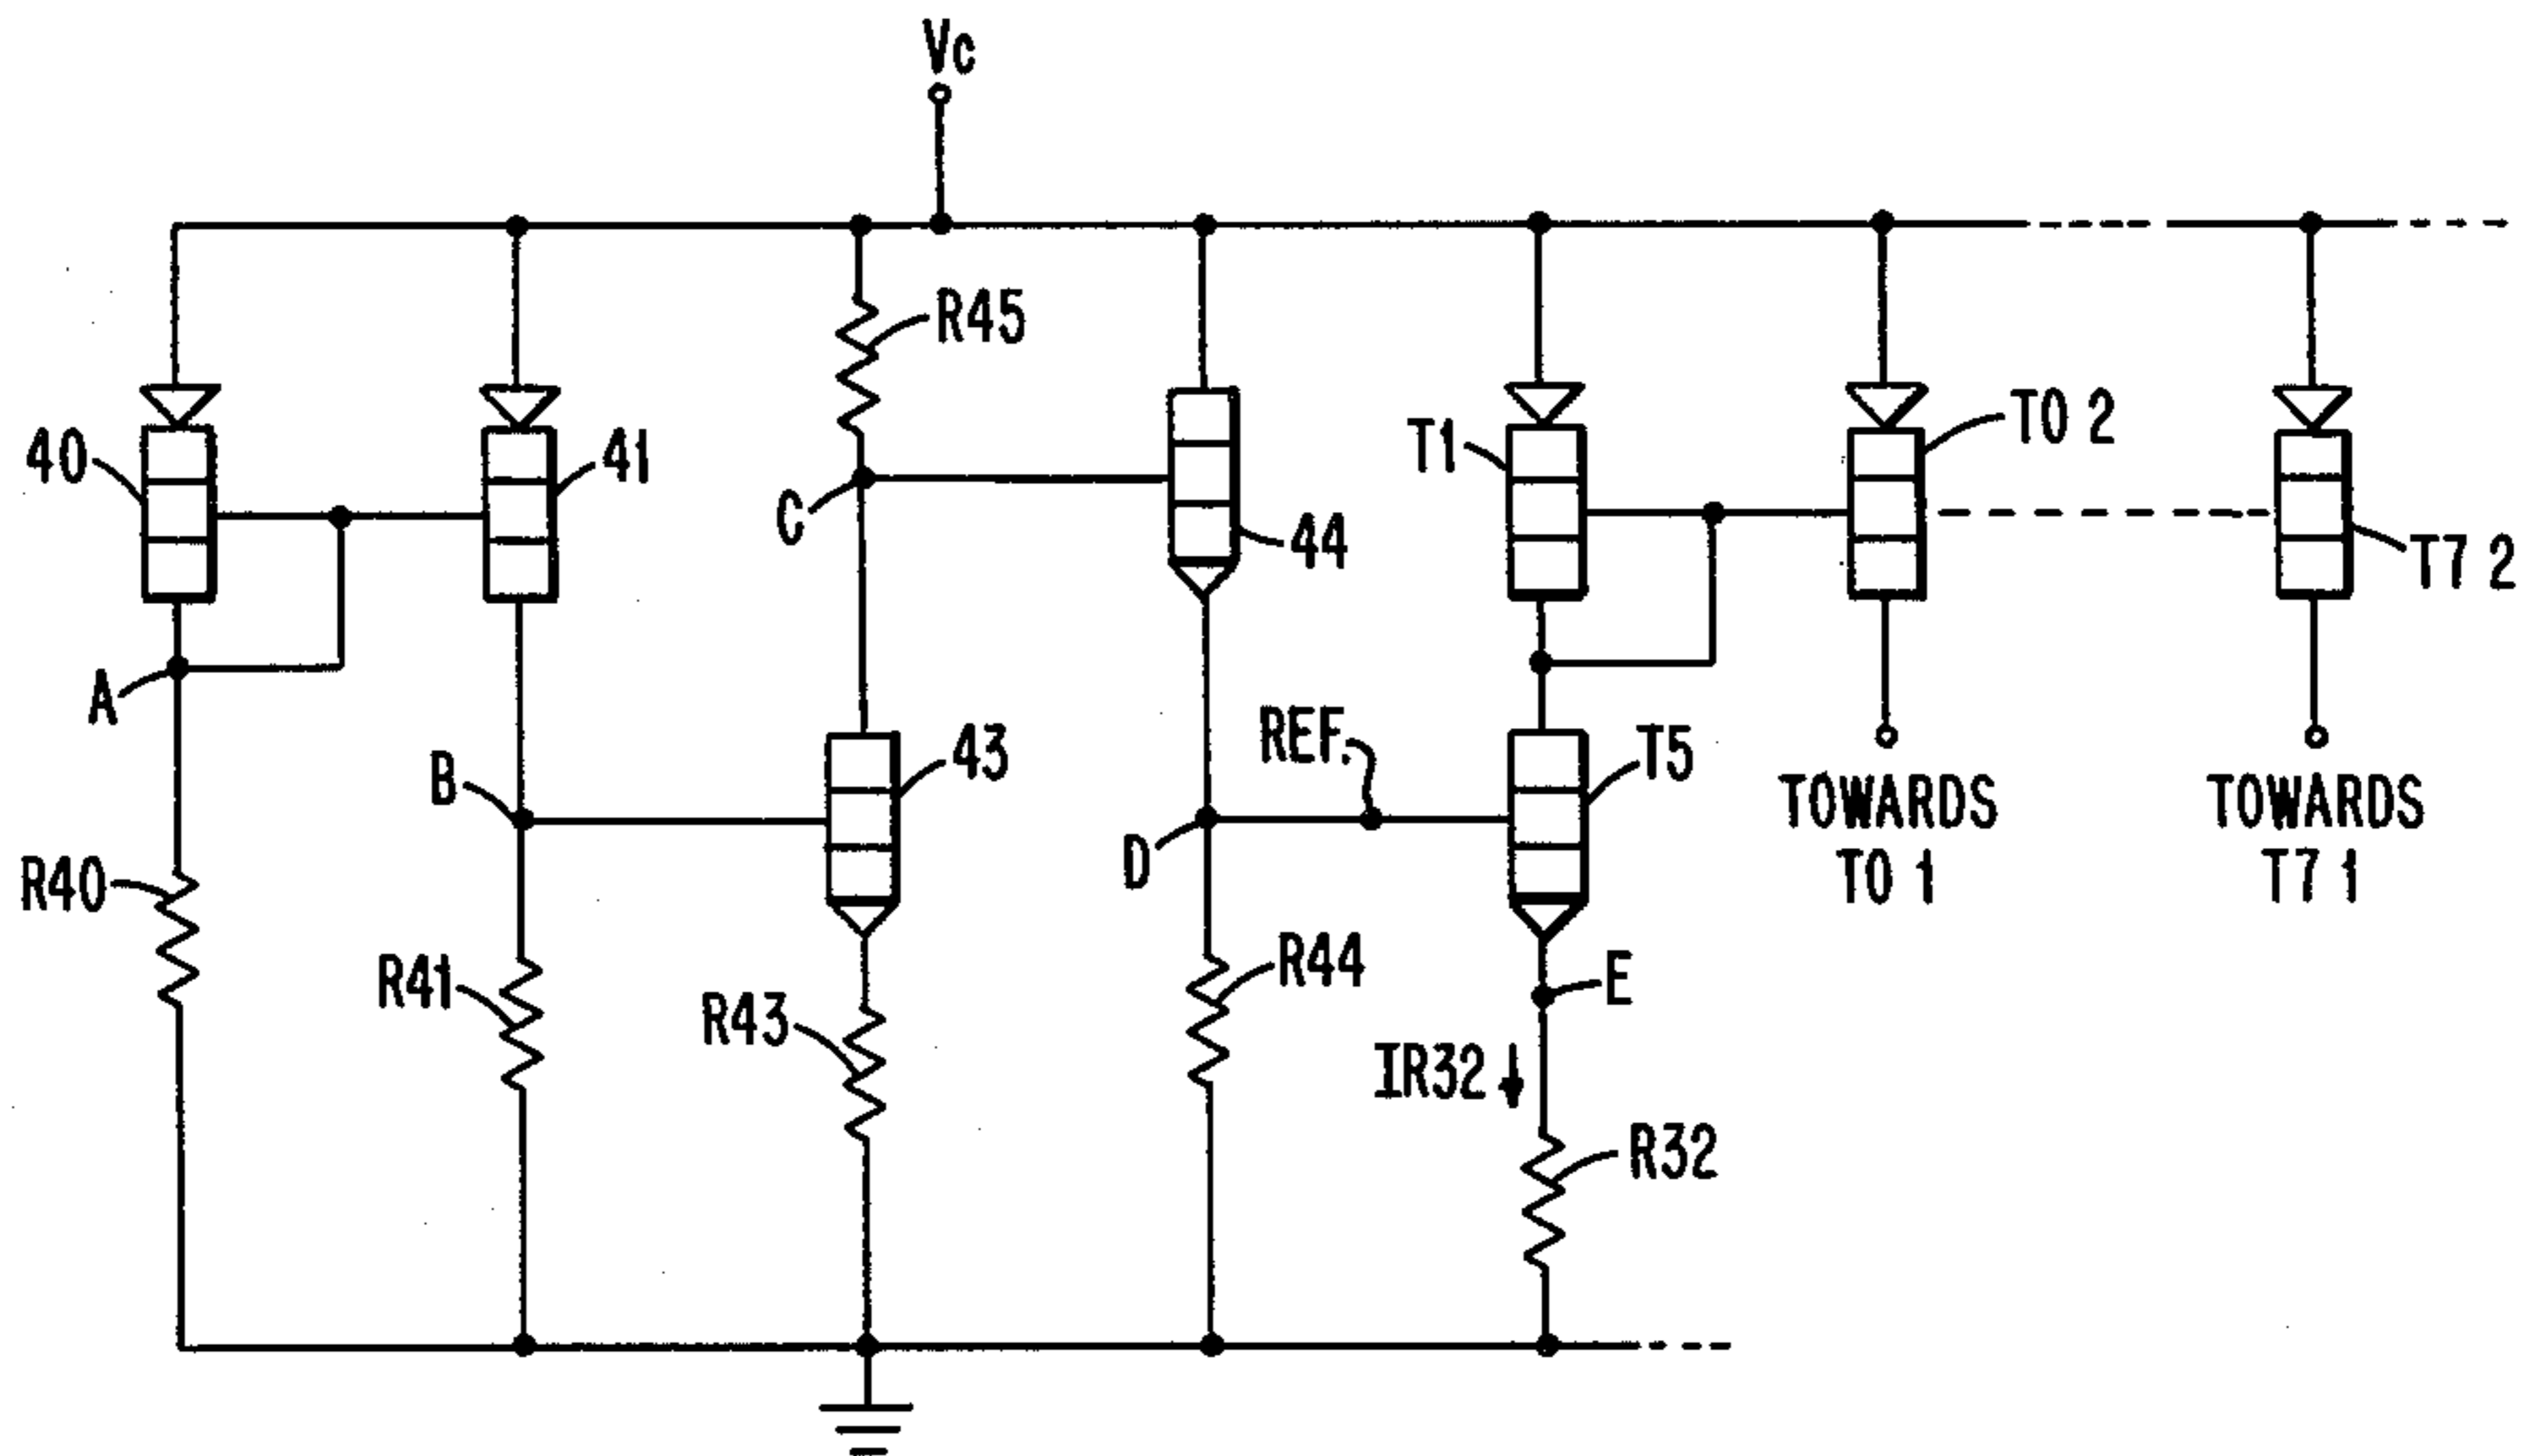 Vc
R45
40
41
T1
T0 2
C
44
T7 2
A
B
43
REF.
T5
TOWARDS
T0 1
TOWARDS
T7 1
D
R40
R41
R43
R44
E
IR32
R32